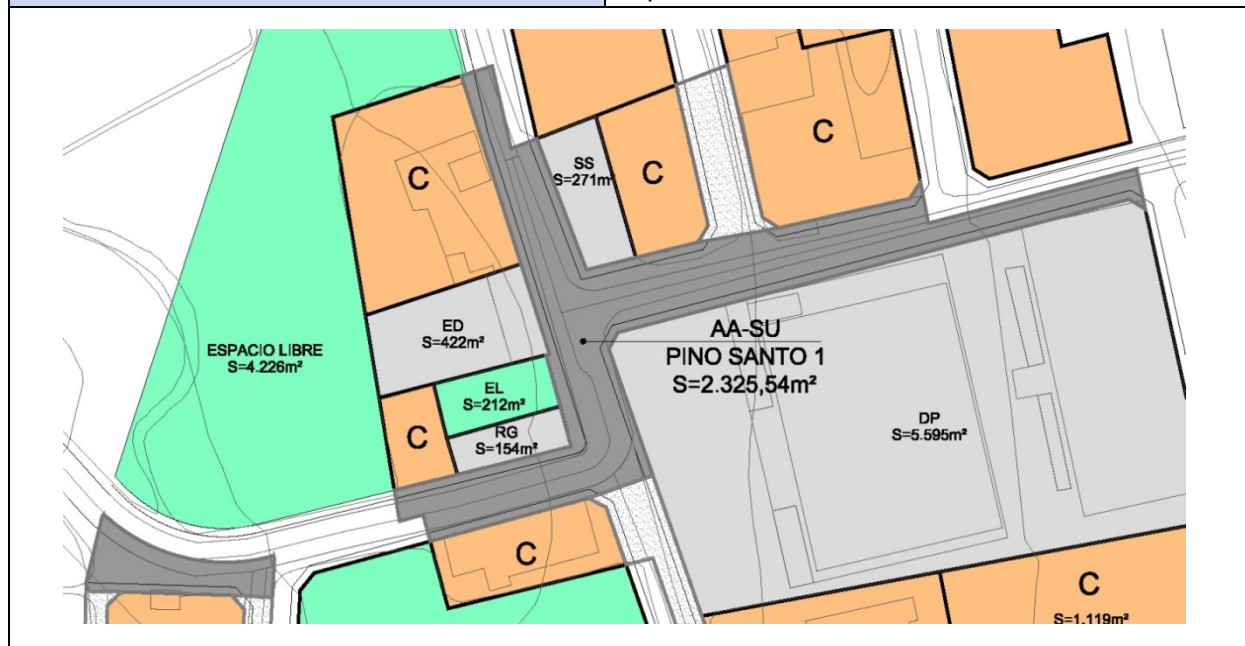 C
SS
S=271m²
C
C
ESPACIO LIBRE
S=4.226m²
ED
S=422m²
AA-SU
PINO SANTO 1
S=2.325,54m²
EL
S=212m²
C
RG
S=154m²
DP
S=5.595m²
C
C
S=1.119m²